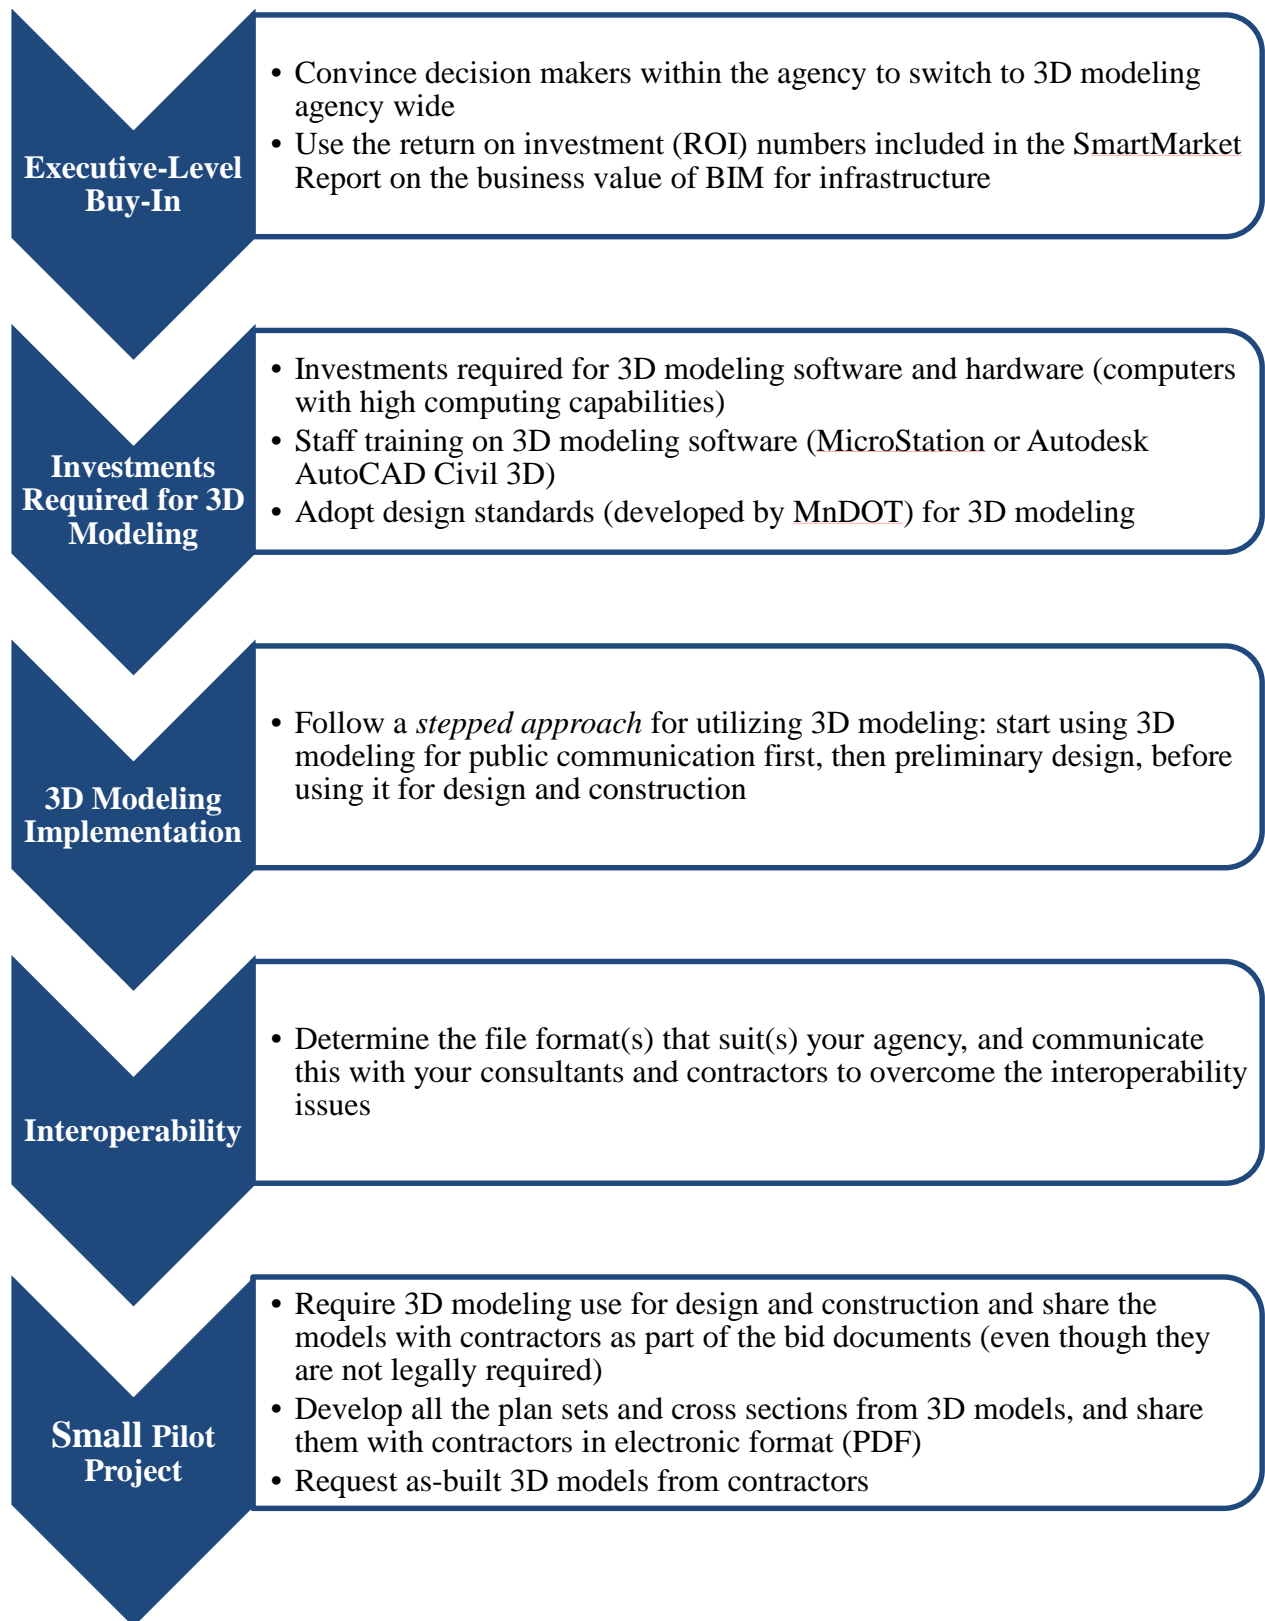 Executive-Level
Buy-In
• Convince decision makers within the agency to switch to 3D modeling
agency wide
• Use the return on investment (ROI) numbers included in the SmartMarket
Report on the business value of BIM for infrastructure
Investments
Required for 3D
Modeling
• Investments required for 3D modeling software and hardware (computers
with high computing capabilities)
• Staff training on 3D modeling software (MicroStation or Autodesk
AutoCAD Civil 3D)
• Adopt design standards (developed by MnDOT) for 3D modeling
3D Modeling
Implementation
• Follow a stepped approach for utilizing 3D modeling: start using 3D
modeling for public communication first, then preliminary design, before
using it for design and construction
Interoperability
• Determine the file format(s) that suit(s) your agency, and communicate
this with your consultants and contractors to overcome the interoperability
issues
Small Pilot
Project
• Require 3D modeling use for design and construction and share the
models with contractors as part of the bid documents (even though they
are not legally required)
• Develop all the plan sets and cross sections from 3D models, and share
them with contractors in electronic format (PDF)
• Request as-built 3D models from contractors